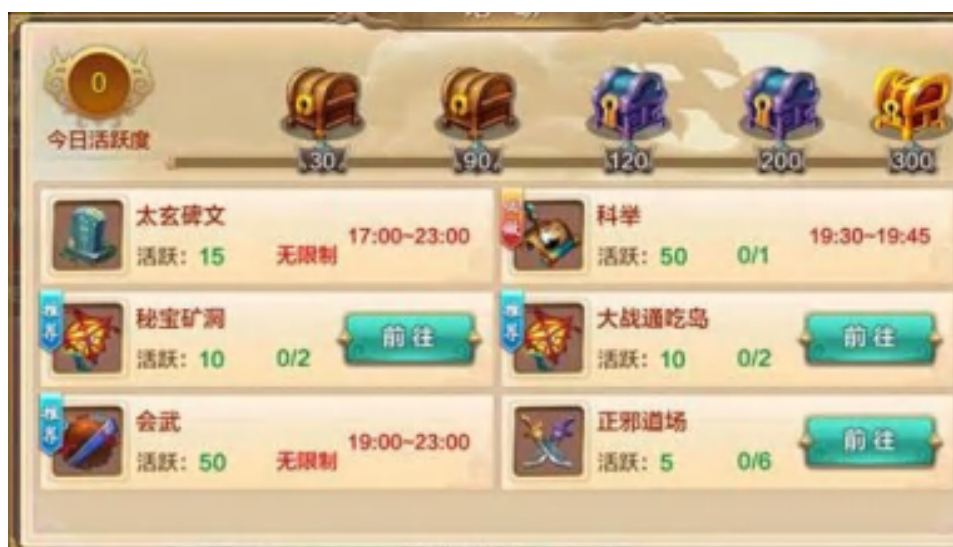 0
今日活跃度
30 90 120 200 300
太玄碑文
活跃：15 无限制 17:00~23:00
科举
活跃：50 0/1 19:30~19:45
推荐
秘宝矿洞
活跃：10 0/2 前往
推荐
大战通吃岛
活跃：10 0/2 前往
推荐
会武
活跃：50 无限制 19:00~23:00
正邪道场
活跃：5 0/6 前往